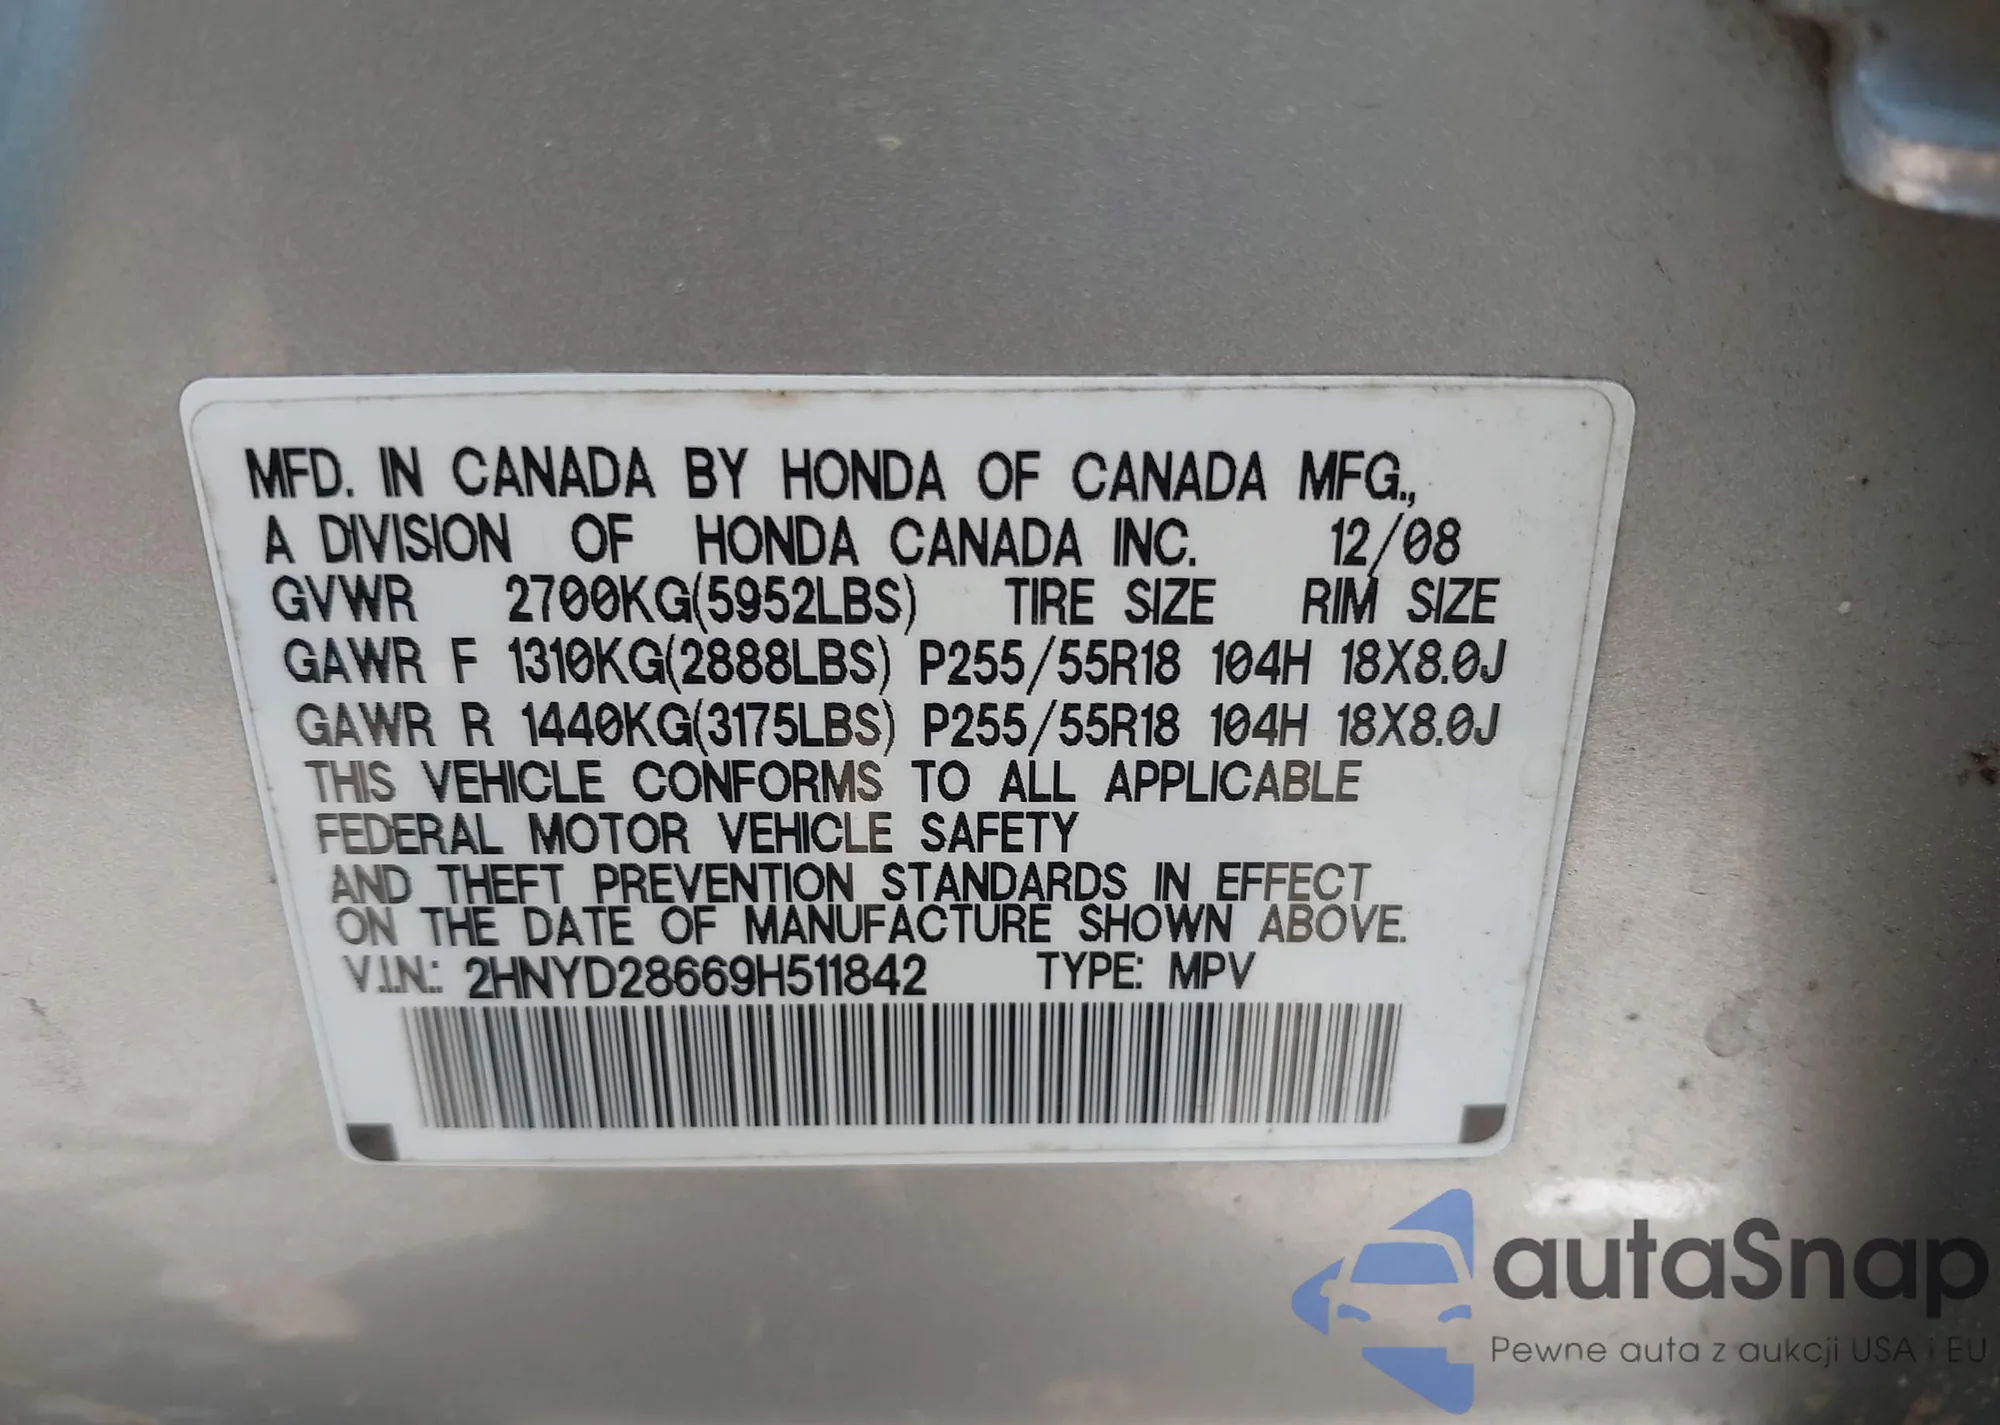 MFD. IN CANADA BY HONDA OF CANADA MFG.,
A DIVISION OF HONDA CANADA INC. 12/08
GVWR 2700KG(5952LBS) TIRE SIZE RIM SIZE
GAWR F 1310KG(2888LBS) P255/55R18 104H 18X8.0J
GAWR R 1440KG(3175LBS) P255/55R18 104H 18X8.0J
THIS VEHICLE CONFORMS TO ALL APPLICABLE
FEDERAL MOTOR VEHICLE SAFETY
AND THEFT PREVENTION STANDARDS IN EFFECT
ON THE DATE OF MANUFACTURE SHOWN ABOVE.
V.I.N.: 2HNYD28669H511842 TYPE: MPV
autaSnap
Pewne auta z aukcji USA i EU